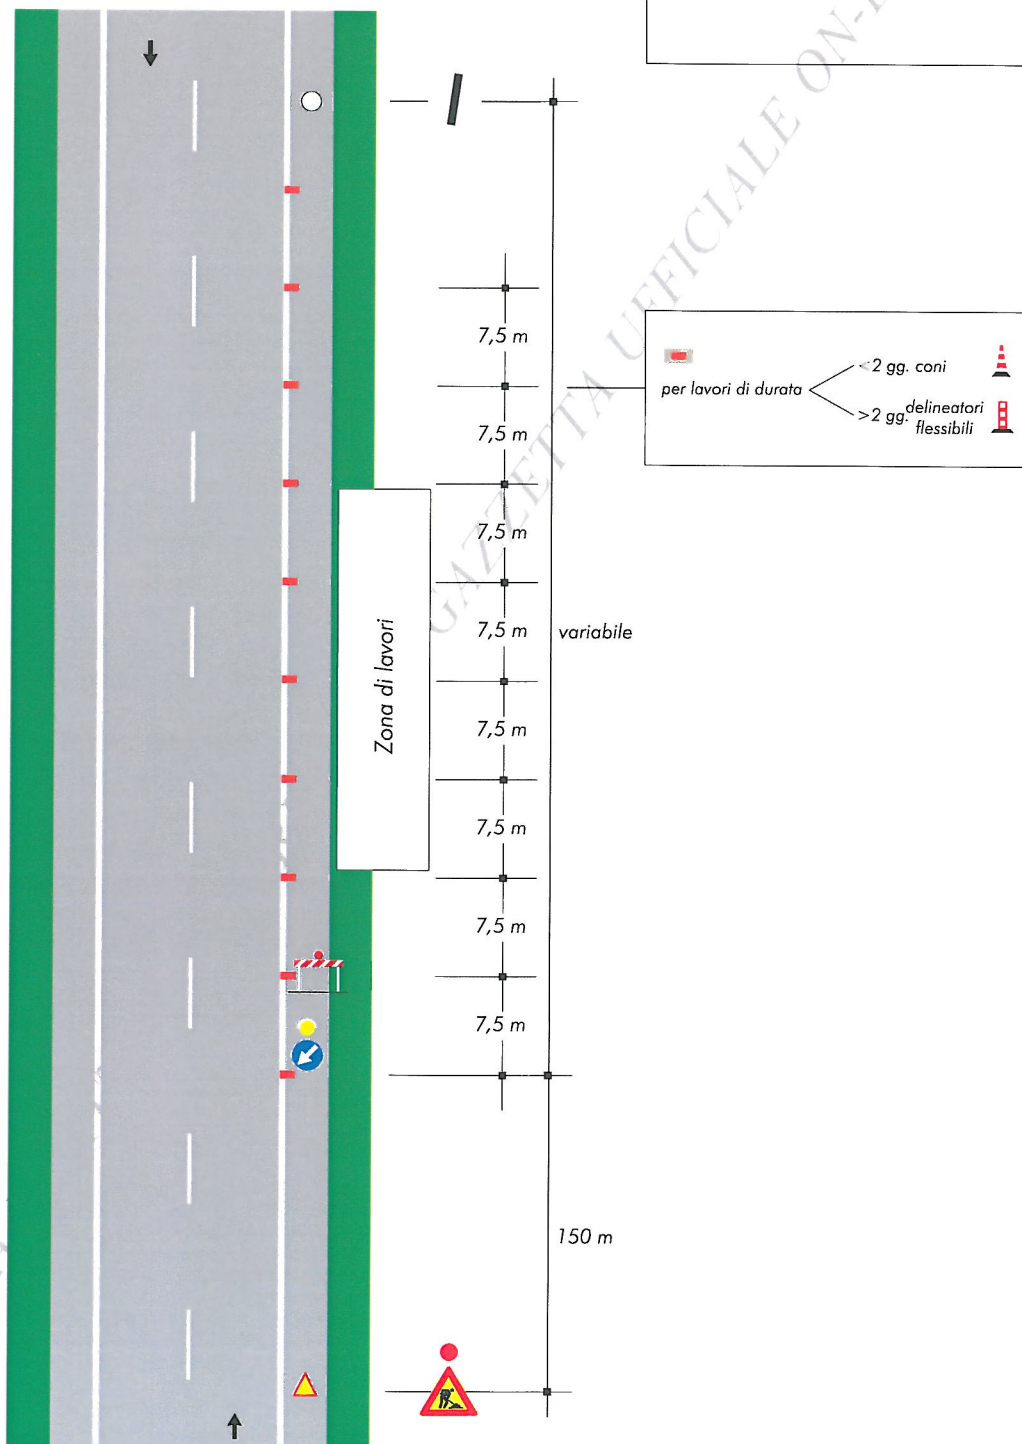 7,5 m
7,5 m
7,5 m
7,5 m
7,5 m
7,5 m
7,5 m
7,5 m
variabile
150 m
Zona di lavori
per lavori di durata
<2 gg. coni
>2 gg. delineatori
flessibili
GAZZETTA UFFICIALE